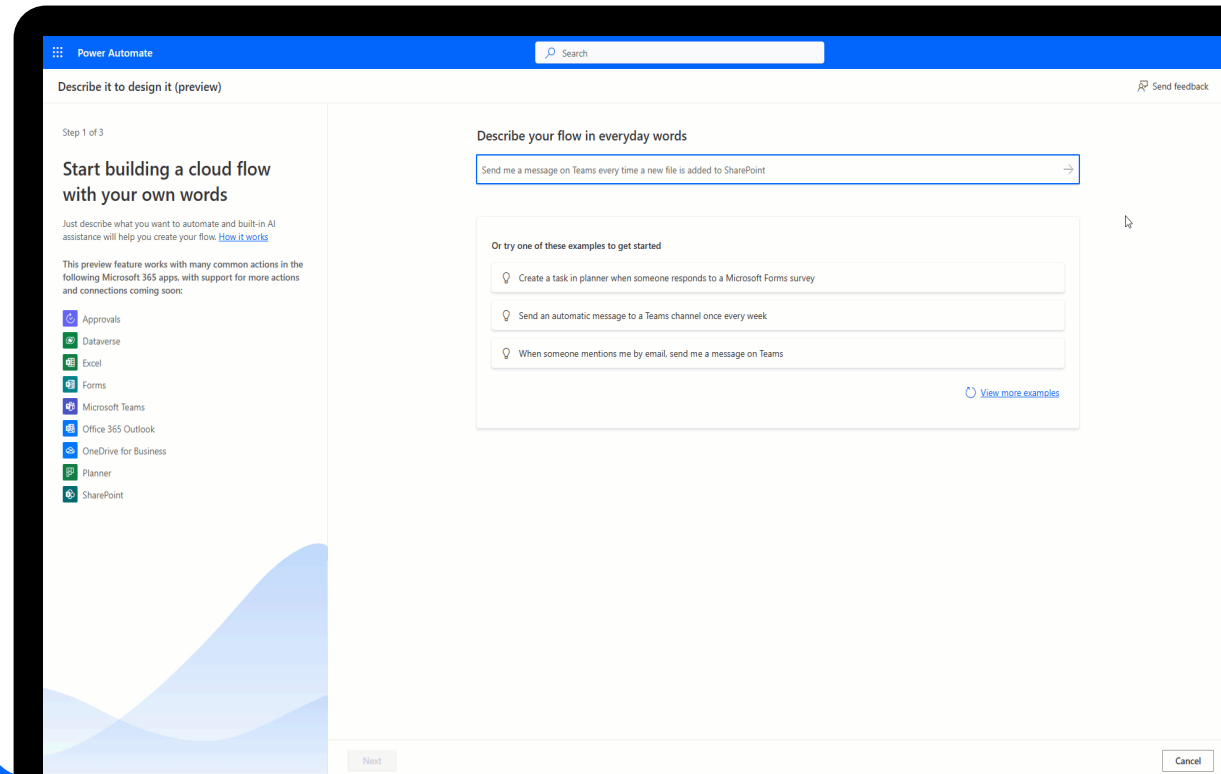 Power Automate
Search
Describe it to design it (preview)
Send feedback
Step 1 of 3
Start building a cloud flow
with your own words
Just describe what you want to automate and built-in AI
assistance will help you create your flow. How it works
This preview feature works with many common actions in the
following Microsoft 365 apps, with support for more actions
and connections coming soon:
Approvals
Dataverse
Excel
Forms
Microsoft Teams
Office 365 Outlook
OneDrive for Business
Planner
SharePoint
Describe your flow in everyday words
Send me a message on Teams every time a new file is added to SharePoint
Or try one of these examples to get started
Create a task in planner when someone responds to a Microsoft Forms survey
Send an automatic message to a Teams channel once every week
When someone mentions me by email, send me a message on Teams
View more examples
Next
Cancel